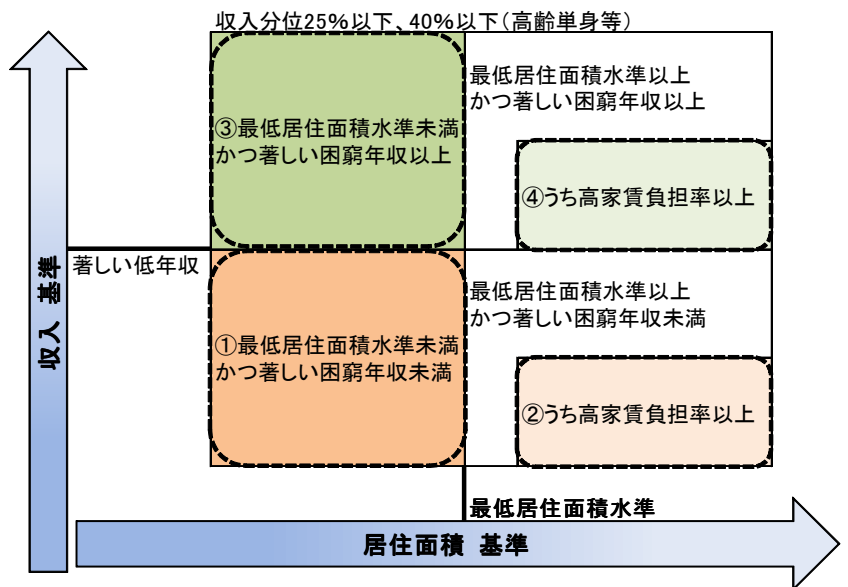 収入分位25%以下、40%以下(高齢単身等)
最低居住面積水準以上
かつ著しい困窮年収以上
③最低居住面積水準未満
かつ著しい困窮年収以上
④うち高家賃負担率以上
著しい低年収
収入 基準
最低居住面積水準以上
かつ著しい困窮年収未満
①最低居住面積水準未満
かつ著しい困窮年収未満
②うち高家賃負担率以上
最低居住面積水準
居住面積 基準